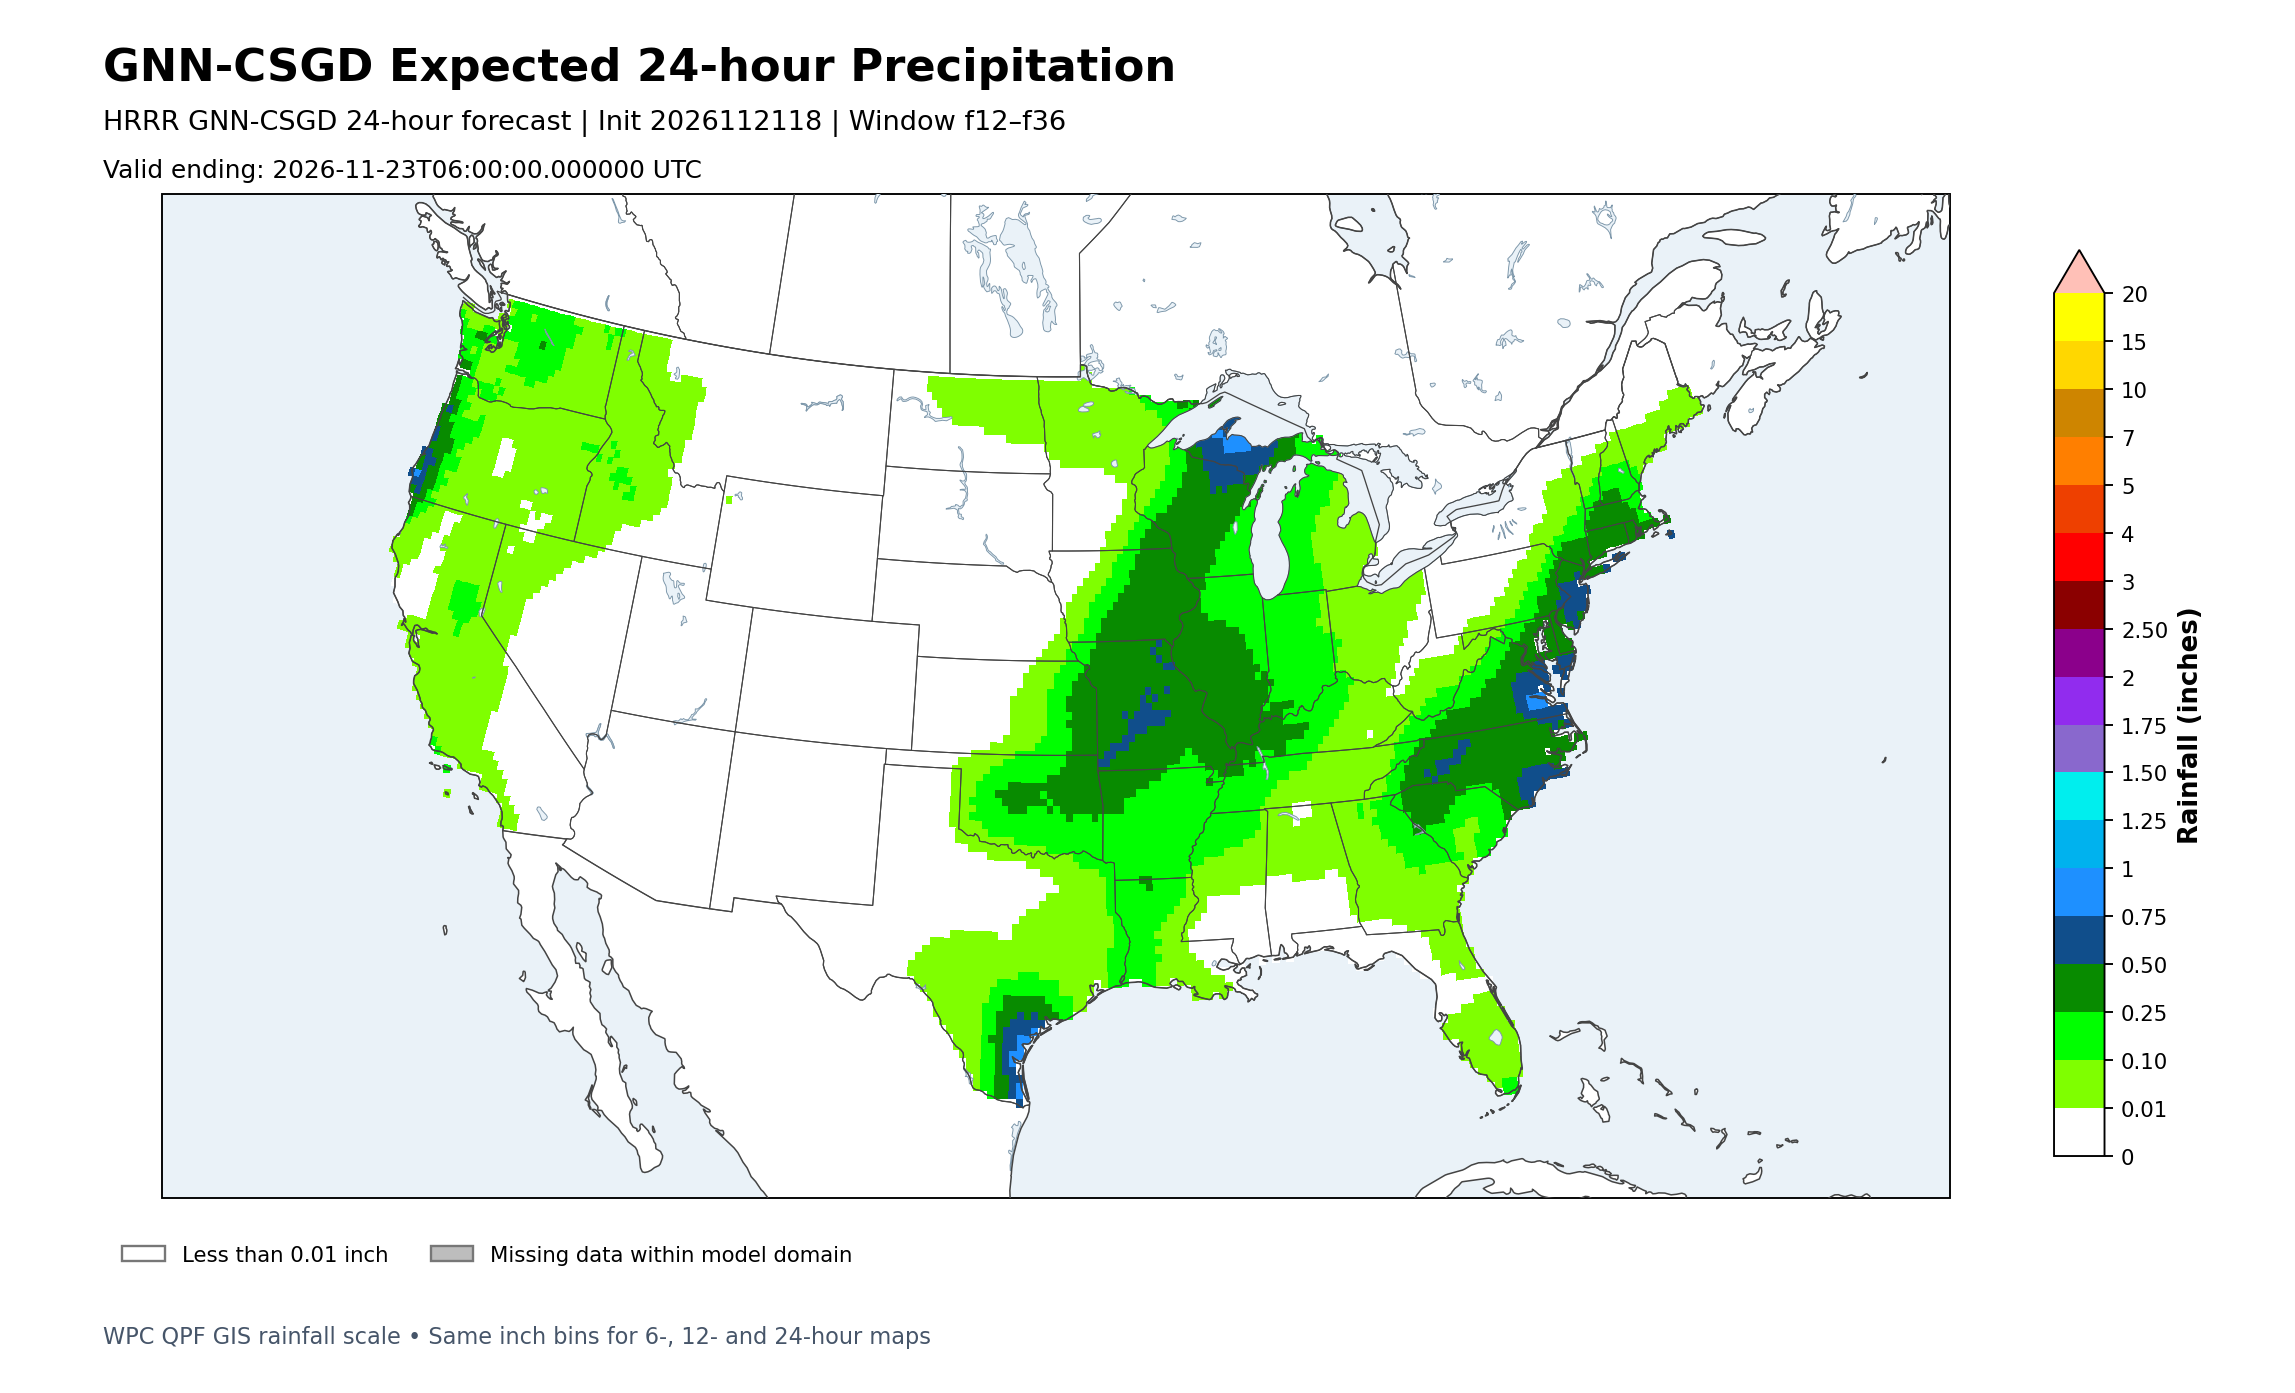 GNN-CSGD Expected 24-hour Precipitation
HRRR GNN-CSGD 24-hour forecast | Init 2026112118 | Window f12–f36
Valid ending: 2026-11-23T06:00:00.000000 UTC
20
15
10
7
5
4
3
2.50
2
1.75
1.50
1.25
1
0.75
0.50
0.25
0.10
0.01
0
Rainfall (inches)
Less than 0.01 inch
Missing data within model domain
WPC QPF GIS rainfall scale • Same inch bins for 6-, 12- and 24-hour maps